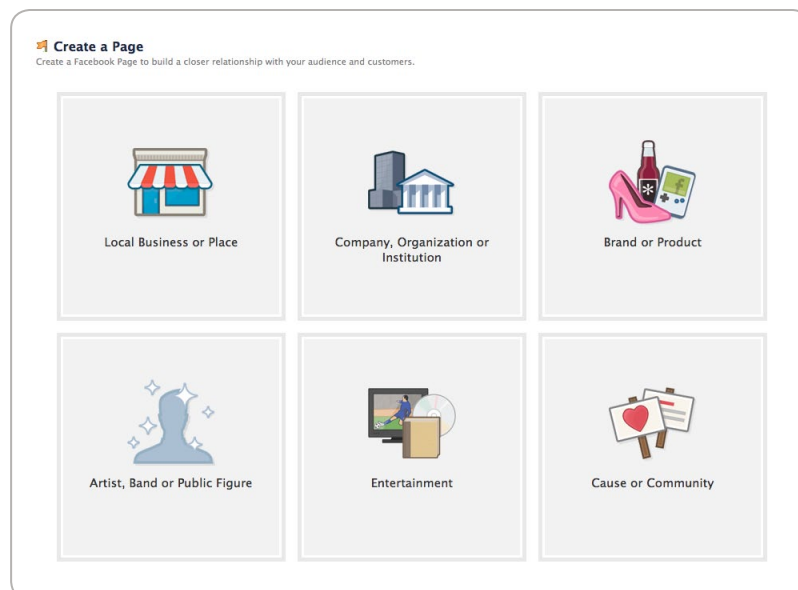 Create a Page
Create a Facebook Page to build a closer relationship with your audience and customers.
Local Business or Place
Company, Organization or
Institution
Brand or Product
Artist, Band or Public Figure
Entertainment
Cause or Community